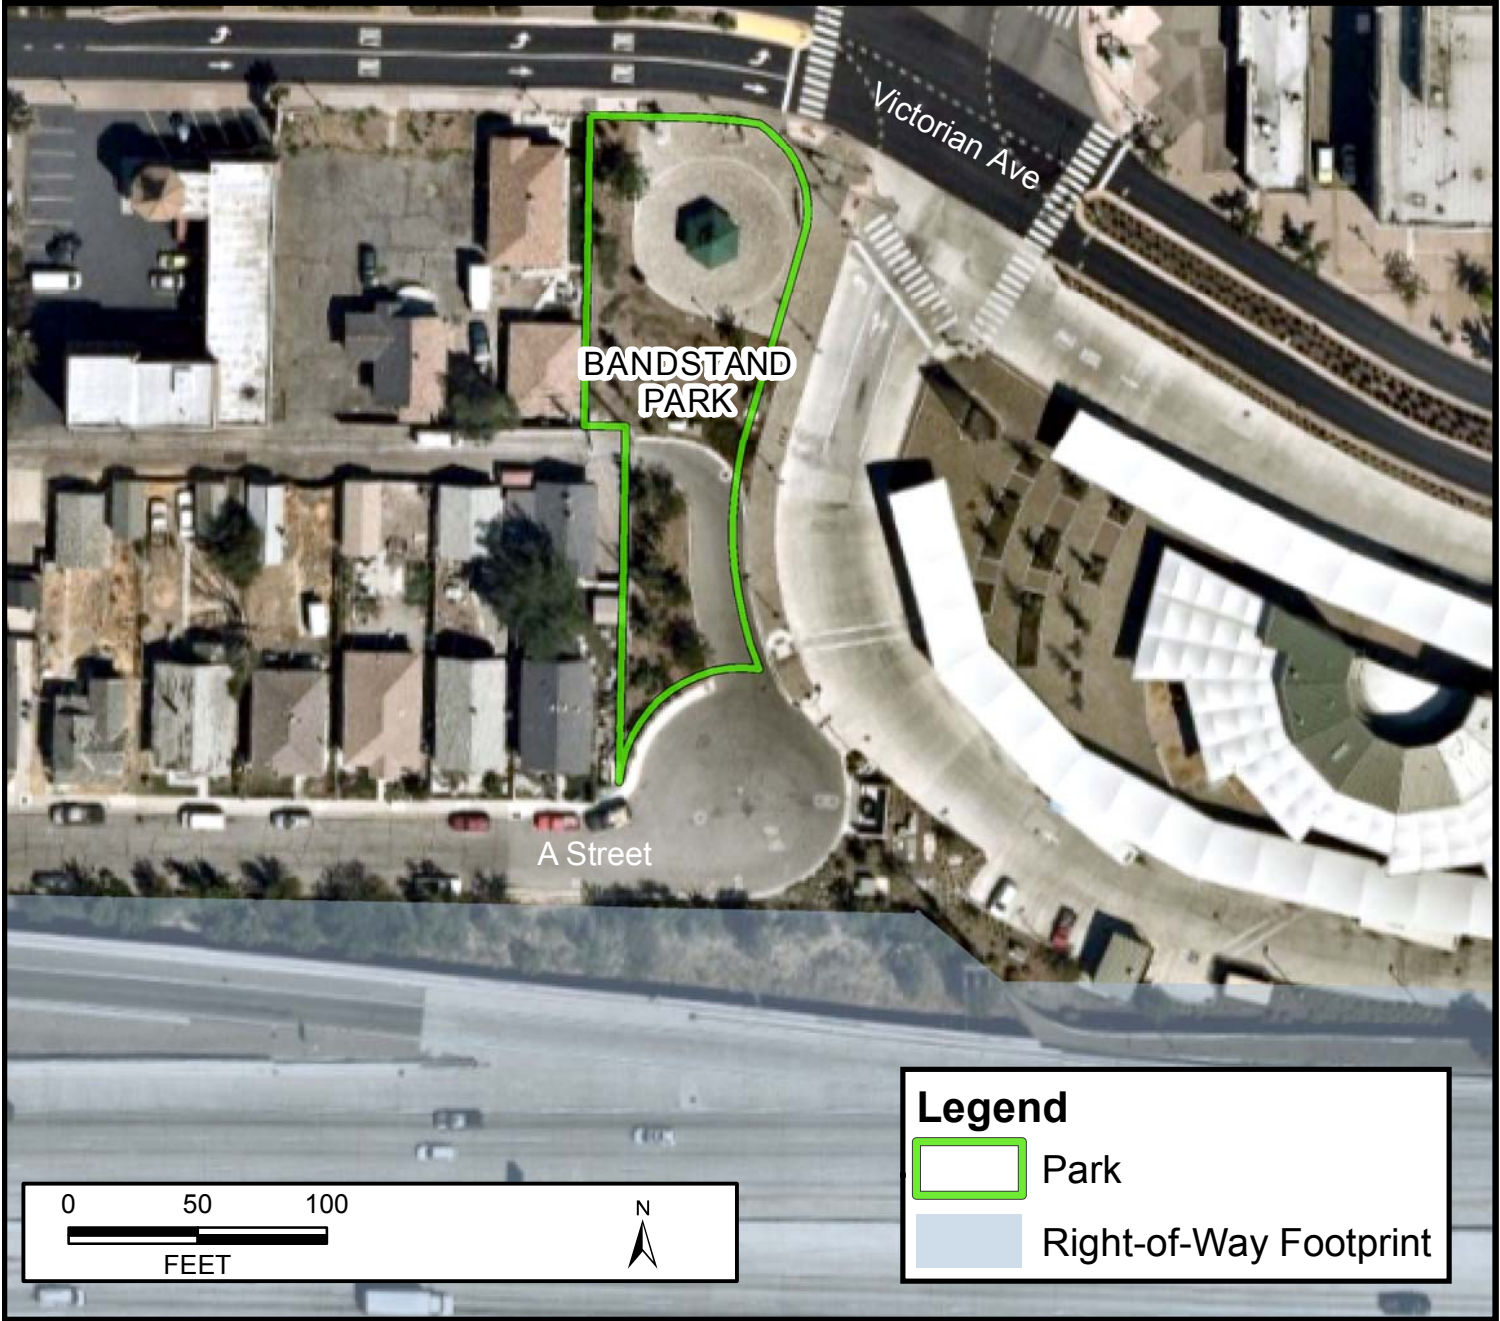 Victorian Ave
BANDSTAND
PARK
A Street
Legend
Park
Right-of-Way Footprint
0 50 100
FEET
N